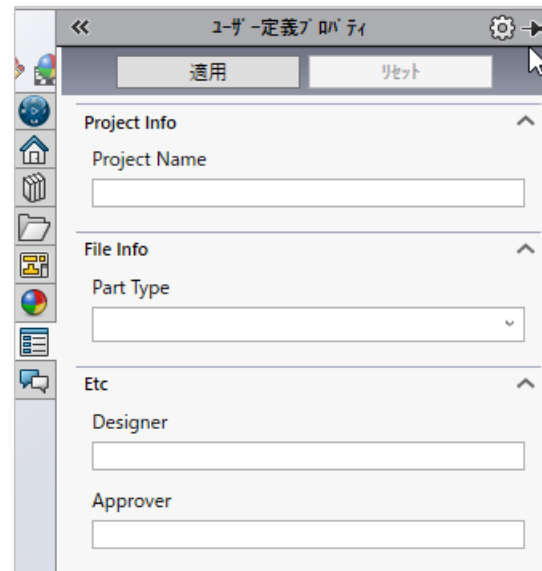 ﾕｰｻﾞｰ定義ﾌﾟﾛﾊﾟﾃｨ
適用
ﾘｾｯﾄ
Project Info
Project Name
File Info
Part Type
Etc
Designer
Approver